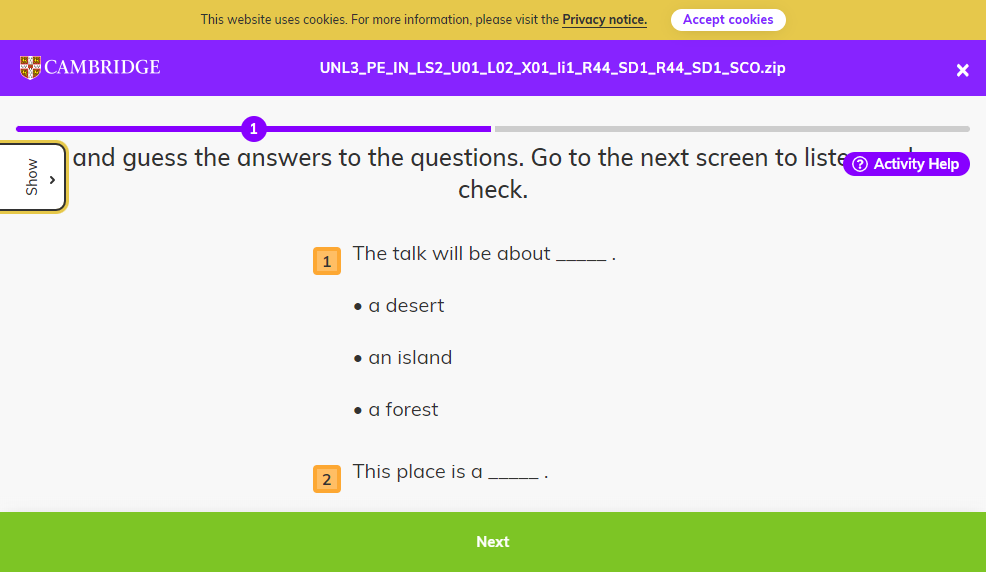 This website uses cookies. For more information, please visit the Privacy notice.
Accept cookies
CAMBRIDGE
UNL3_PE_IN_LS2_U01_L02_X01_li1_R44_SD1_R44_SD1_SCO.zip
1
Show
and guess the answers to the questions. Go to the next screen to
Activity Help
check.
1 The talk will be about _____ .
• a desert
• an island
• a forest
2 This place is a _____ .
Next